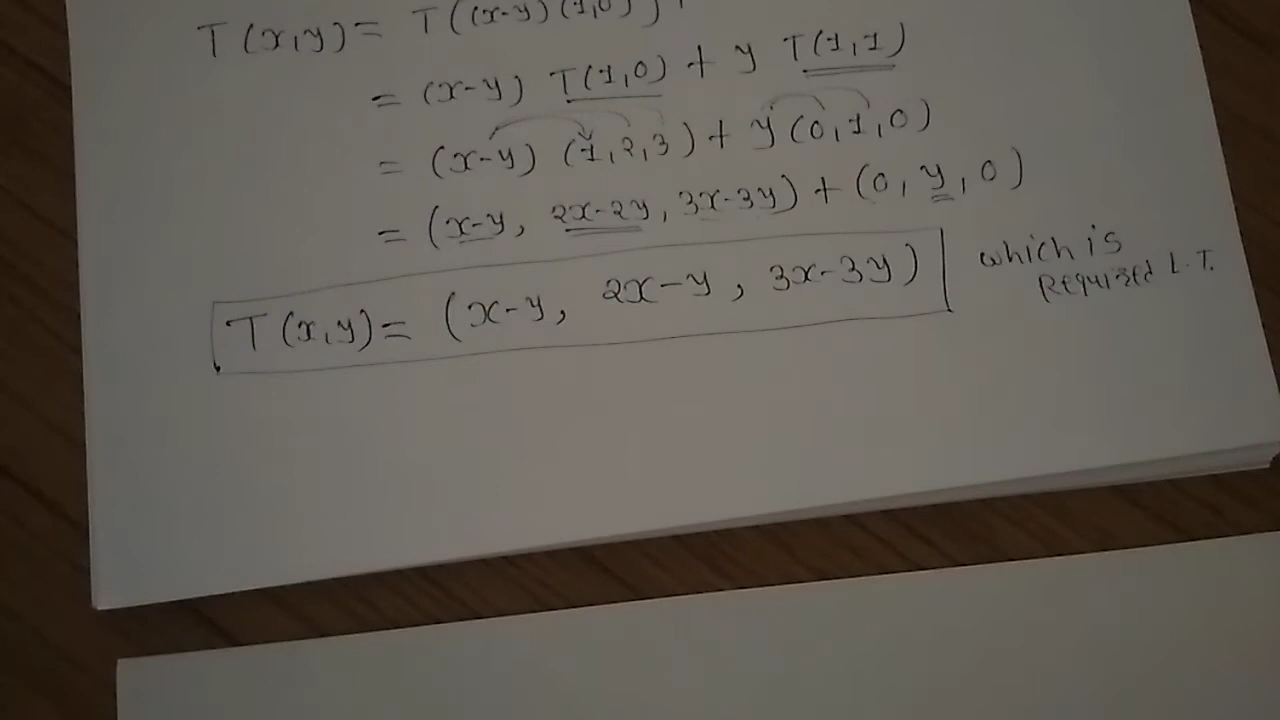 T(x,y) = T((x-y)(1,0)) +
= (x-y) T(1,0) + y T(1,1)
= (x-y) (1,2,3) + y(0,1,0)
= (x-y, 2x-2y, 3x-3y) + (0, y, 0)
T(x,y) = (x-y, 2x-y, 3x-3y) which is
Required L.T.